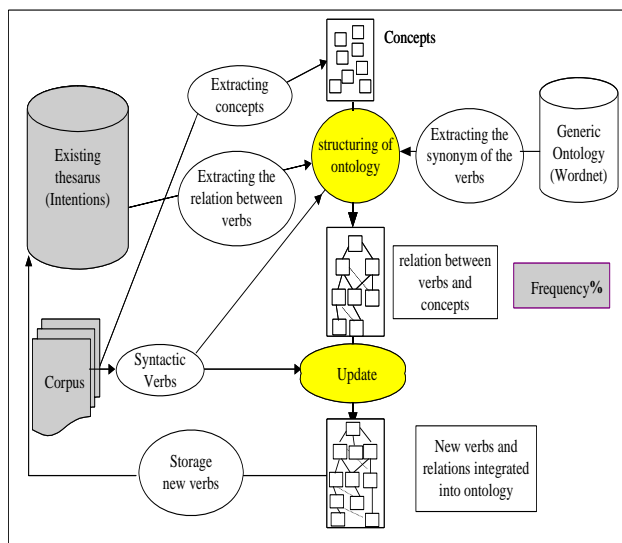 Concepts
Extracting
concepts
Existing
thesarus
(Intentions)
Extracting the
relation between
verbs
structuring of
ontology
Extracting the
synonym of the
verbs
Generic
Ontology
(Wordnet)
relation between
verbs and
concepts
Frequency%
Corpus
Syntactic
Verbs
Update
Storage
new verbs
New verbs and
relations integrated
into ontology